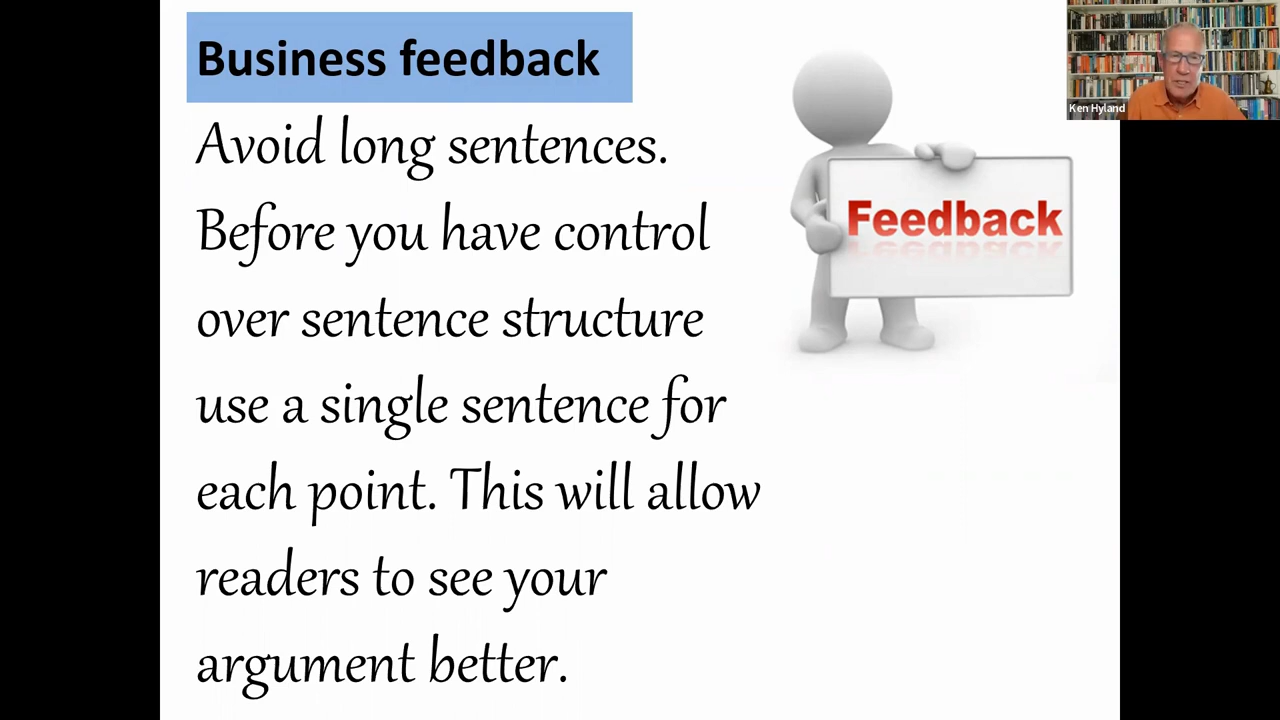 Business feedback
Avoid long sentences.
Before you have control
over sentence structure
use a single sentence for
each point. This will allow
readers to see your
argument better.
Feedback
Ken Hyland